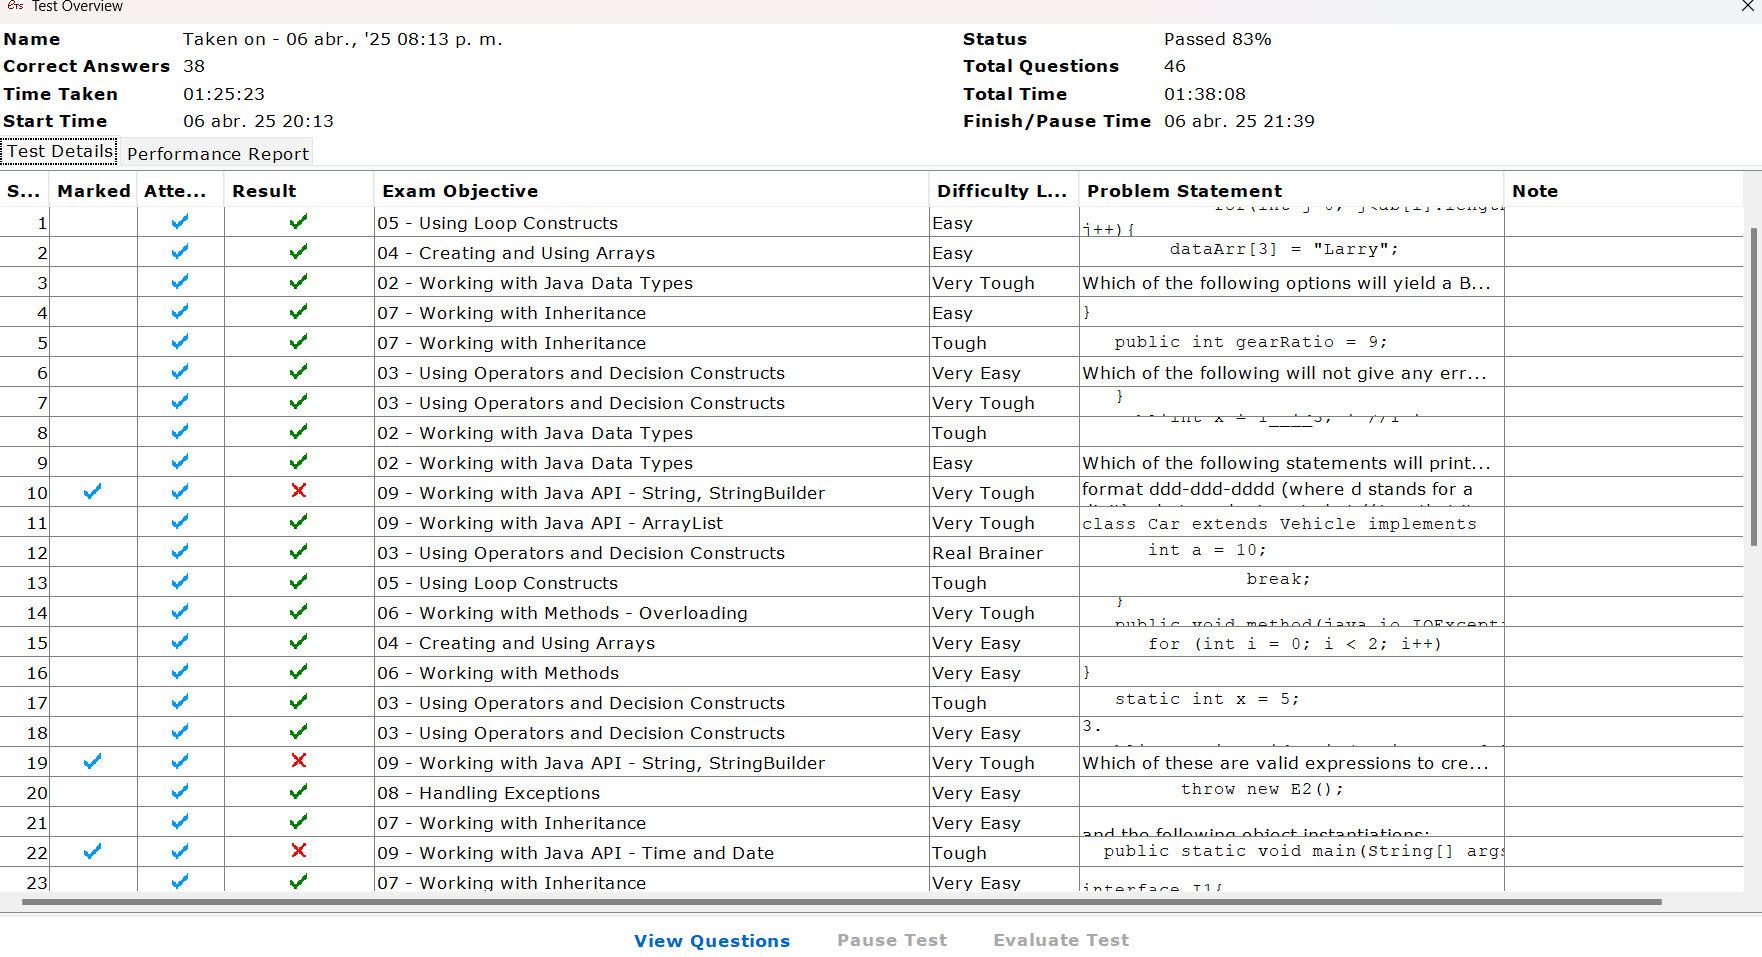 eTs Test Overview
Name Taken on - 06 abr., '25 08:13 p. m. Status Passed 83%
Correct Answers 38 Total Questions 46
Time Taken 01:25:23 Total Time 01:38:08
Start Time 06 abr. 25 20:13 Finish/Pause Time 06 abr. 25 21:39
Test Details Performance Report
S... Marked Atte... Result Exam Objective Difficulty L... Problem Statement Note
1 05 - Using Loop Constructs Easy j++){
2 04 - Creating and Using Arrays Easy dataArr[3] = "Larry";
3 02 - Working with Java Data Types Very Tough Which of the following options will yield a B...
4 07 - Working with Inheritance Easy }
5 07 - Working with Inheritance Tough public int gearRatio = 9;
6 03 - Using Operators and Decision Constructs Very Easy Which of the following will not give any err...
7 03 - Using Operators and Decision Constructs Very Tough }
8 02 - Working with Java Data Types Tough
9 02 - Working with Java Data Types Easy Which of the following statements will print...
10 09 - Working with Java API - String, StringBuilder Very Tough format ddd-ddd-dddd (where d stands for a
11 09 - Working with Java API - ArrayList Very Tough class Car extends Vehicle implements
12 03 - Using Operators and Decision Constructs Real Brainer int a = 10;
13 05 - Using Loop Constructs Tough break;
14 06 - Working with Methods - Overloading Very Tough }
public void method(java.io.IOExcepti
15 04 - Creating and Using Arrays Very Easy for (int i = 0; i < 2; i++)
16 06 - Working with Methods Very Easy }
17 03 - Using Operators and Decision Constructs Tough static int x = 5;
18 03 - Using Operators and Decision Constructs Very Easy 3.
19 09 - Working with Java API - String, StringBuilder Very Tough Which of these are valid expressions to cre...
20 08 - Handling Exceptions Very Easy throw new E2();
21 07 - Working with Inheritance Very Easy and the following object instantiations:
22 09 - Working with Java API - Time and Date Tough public static void main(String[] args
23 07 - Working with Inheritance Very Easy interface I1{
View Questions Pause Test Evaluate Test